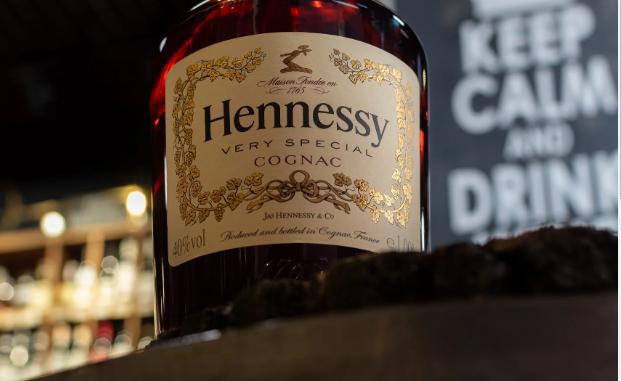 Maison Fondée en
1765
Hennessy
VERY SPECIAL
COGNAC
JAS HENNESSY & CO
40%vol
Produced and bottled in Cognac, France
KEEP
CALM
AND
DRINK